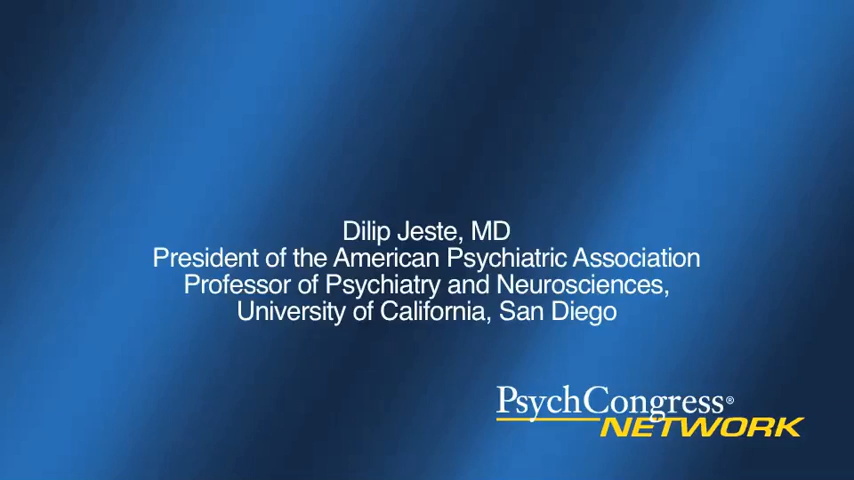 Dilip Jeste, MD
President of the American Psychiatric Association
Professor of Psychiatry and Neurosciences,
University of California, San Diego
PsychCongress®
NETWORK